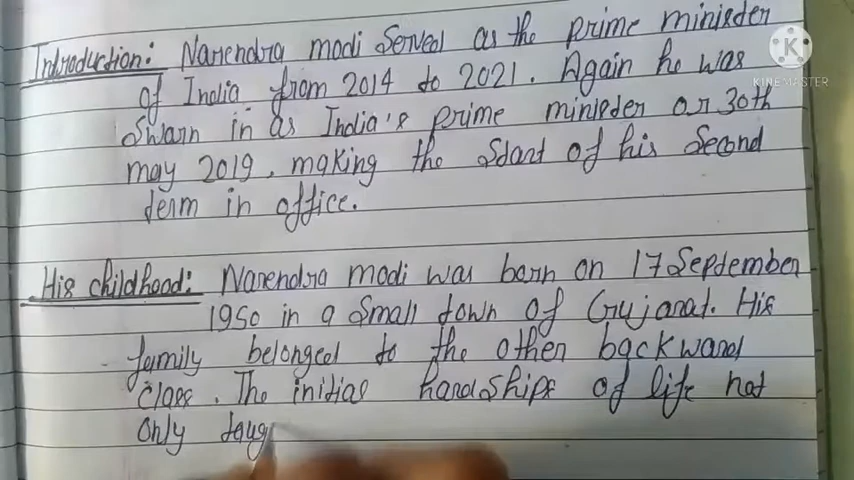 Introduction: Narendra modi Served as the prime minister
KINEMASTER
of India from 2014 to 2021. Again he was
Swarn in as India's prime minister on 30th
may 2019, making the start of his Second
term in office.
His childhood: Narendra modi was barn on 17 September
1950 in a Small town of Gujarat. His
family belonged to the other backward
class. The initial hardships of life not
only taug